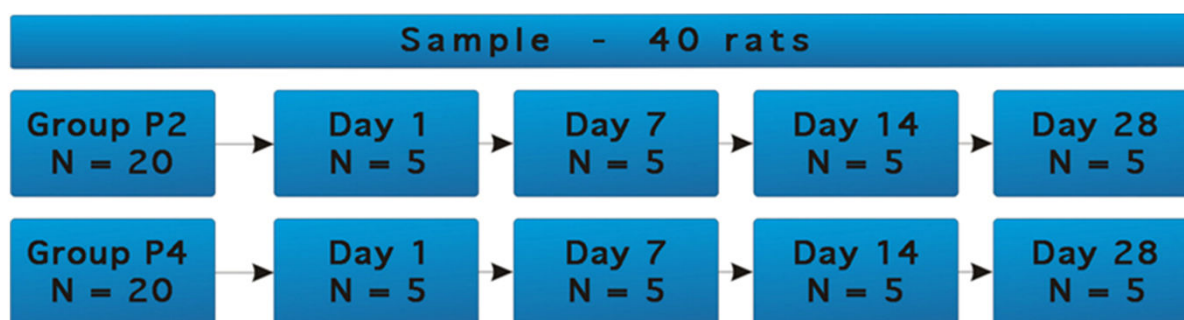 Sample - 40 rats
Group P2
N = 20
Day 1
N = 5
Day 7
N = 5
Day 14
N = 5
Day 28
N = 5
Group P4
N = 20
Day 1
N = 5
Day 7
N = 5
Day 14
N = 5
Day 28
N = 5